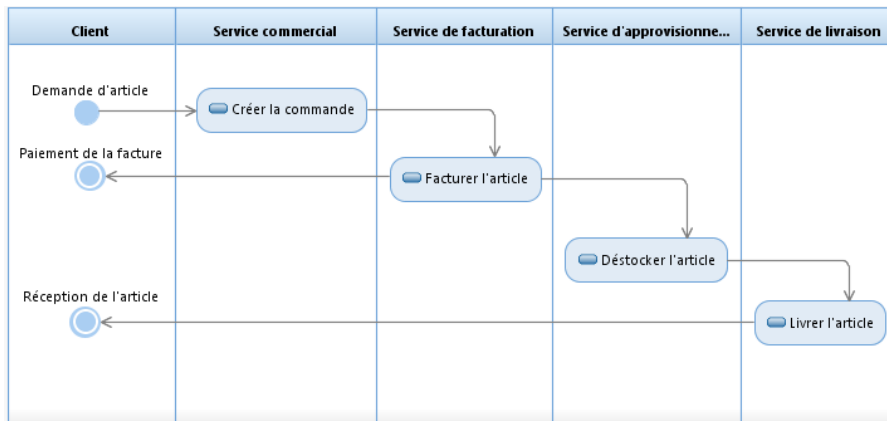 Client
Service commercial
Service de facturation
Service d'approvisionne...
Service de livraison
Demande d'article
Créer la commande
Paiement de la facture
Facturer l'article
Déstocker l'article
Réception de l'article
Livrer l'article